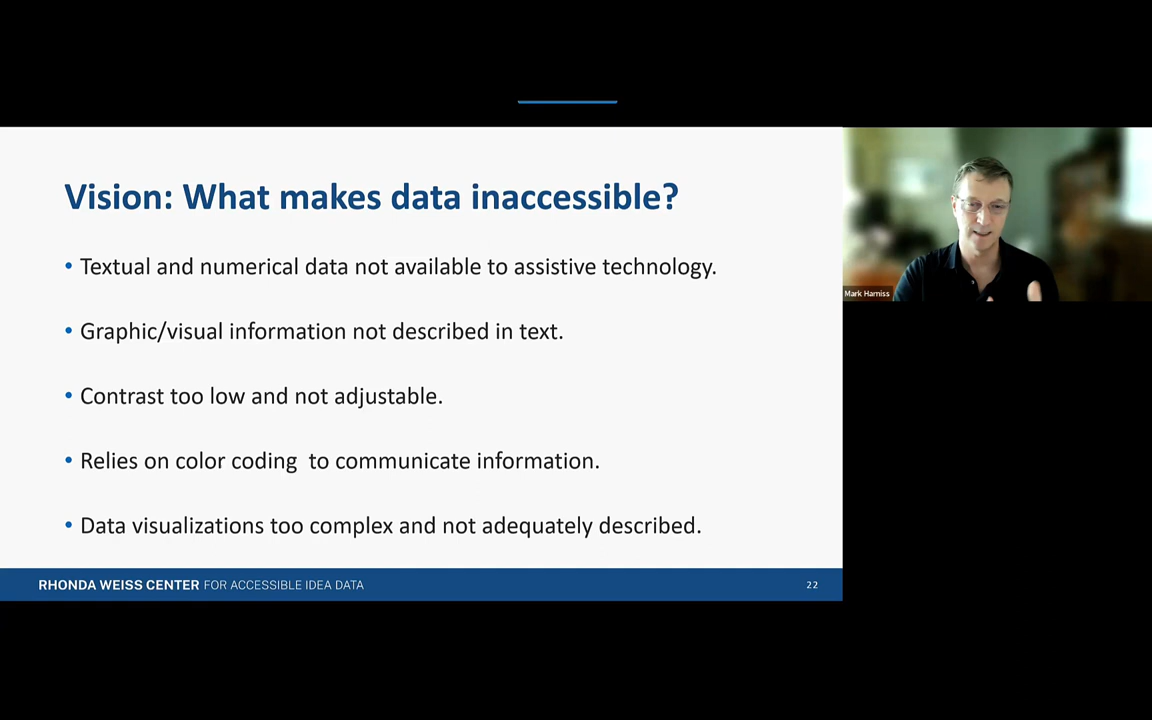 Vision: What makes data inaccessible?
• Textual and numerical data not available to assistive technology.
• Graphic/visual information not described in text.
• Contrast too low and not adjustable.
• Relies on color coding  to communicate information.
• Data visualizations too complex and not adequately described.
RHONDA WEISS CENTER FOR ACCESSIBLE IDEA DATA
22
Mark Harniss